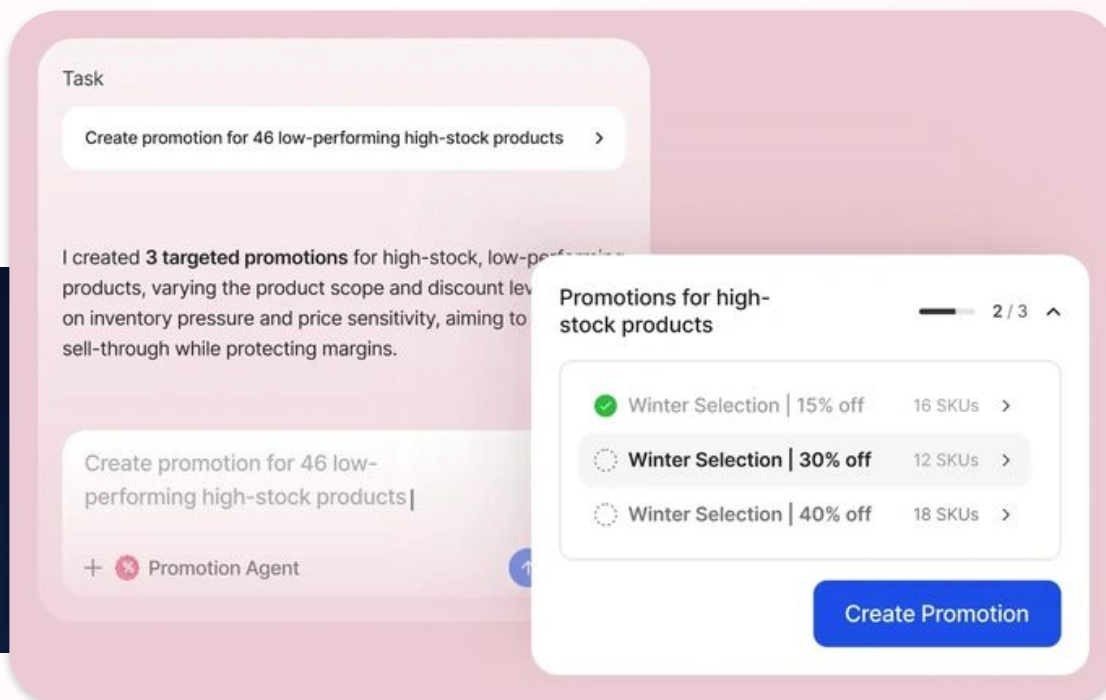 Task
Create promotion for 46 low-performing high-stock products
I created 3 targeted promotions for high-stock, low-performing
products, varying the product scope and discount
on inventory pressure and price sensitivity, aiming to
sell-through while protecting margins.
Create promotion for 46 low-
performing high-stock products
Promotion Agent
Promotions for high-
stock products
2 / 3
Winter Selection | 15% off 16 SKUs
Winter Selection | 30% off 12 SKUs
Winter Selection | 40% off 18 SKUs
Create Promotion